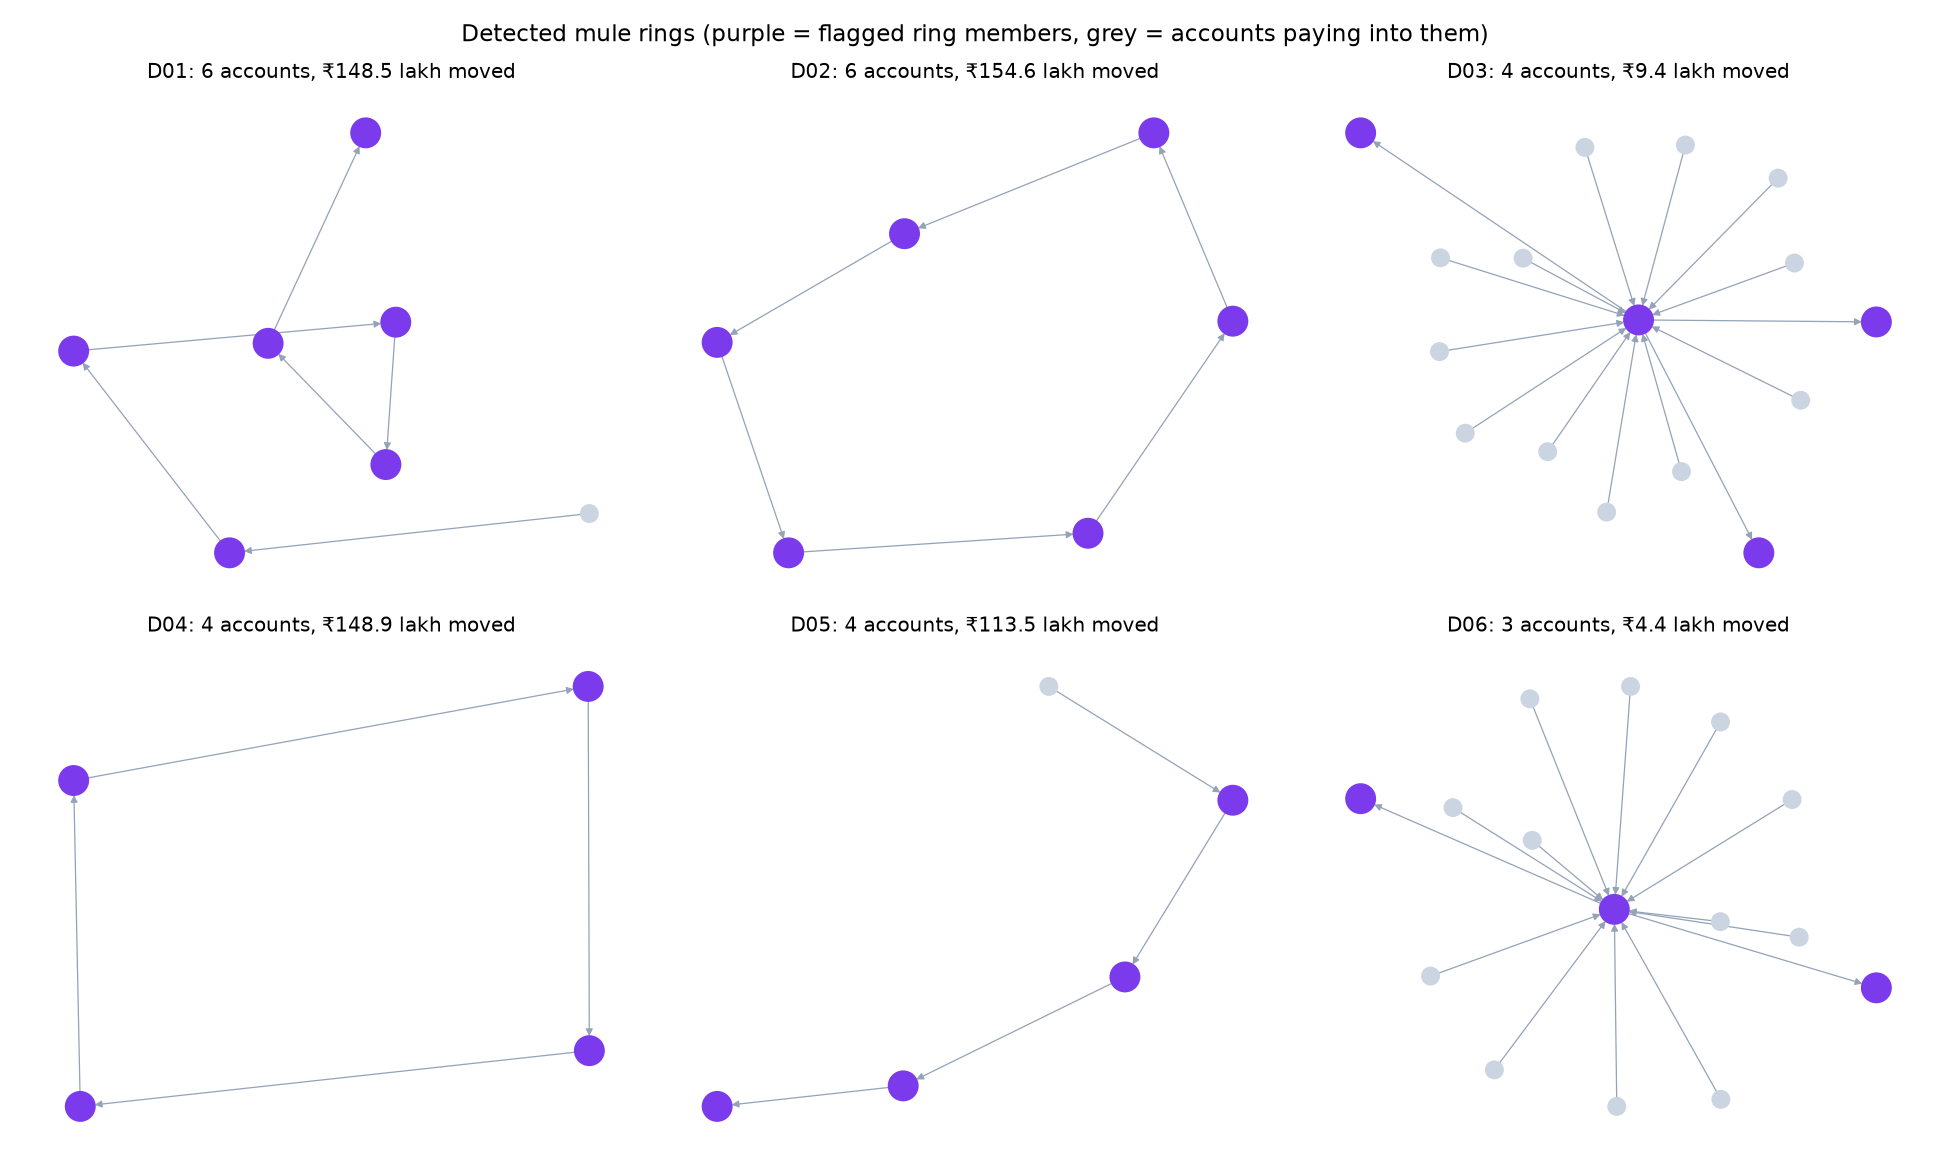 Detected mule rings (purple = flagged ring members, grey = accounts paying into them)
D01: 6 accounts, ₹148.5 lakh moved
D02: 6 accounts, ₹154.6 lakh moved
D03: 4 accounts, ₹9.4 lakh moved
D04: 4 accounts, ₹148.9 lakh moved
D05: 4 accounts, ₹113.5 lakh moved
D06: 3 accounts, ₹4.4 lakh moved